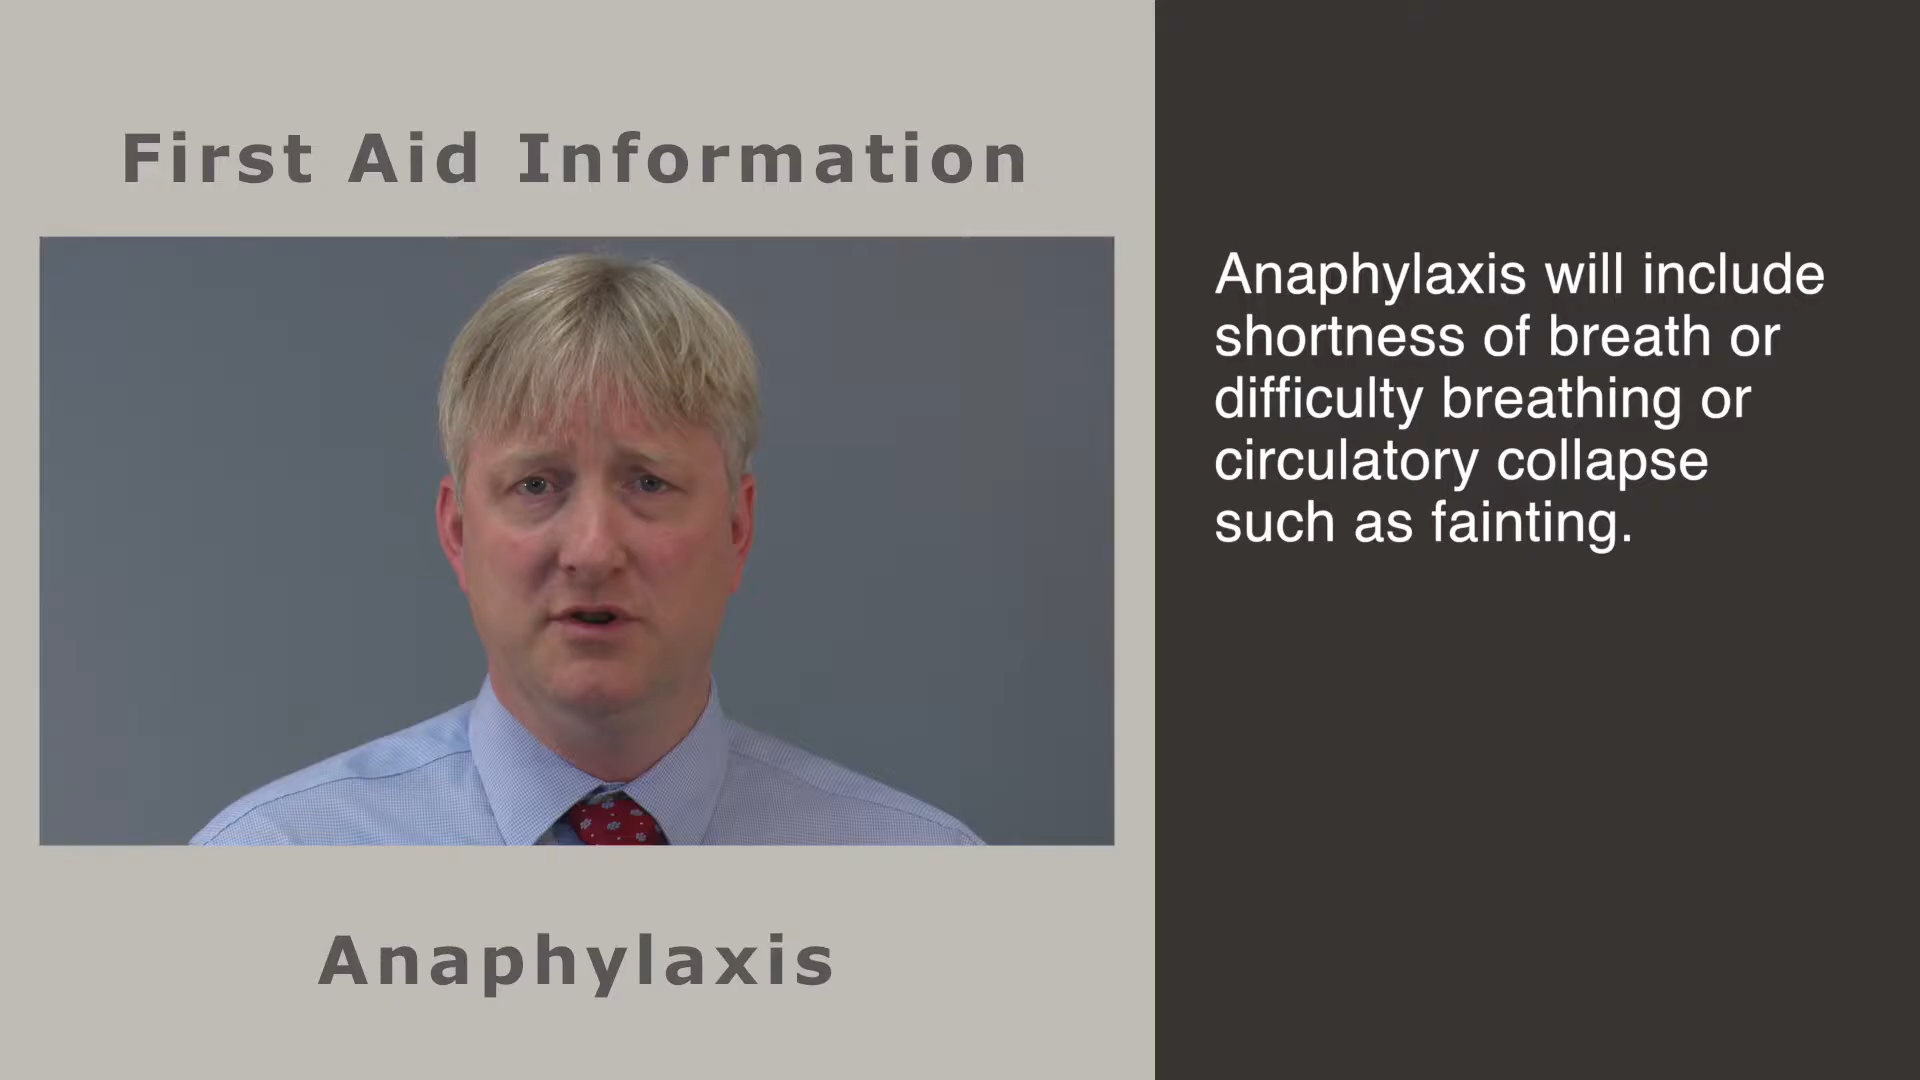 First Aid Information
Anaphylaxis will include
shortness of breath or
difficulty breathing or
circulatory collapse
such as fainting.
Anaphylaxis